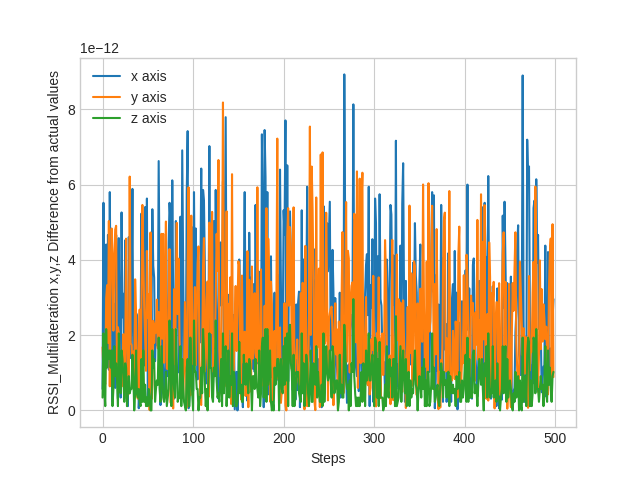 1e−12
x axis
y axis
z axis
8
6
4
2
0
RSSI_Multilateration x,y,z Difference from actual values
0 100 200 300 400 500
Steps